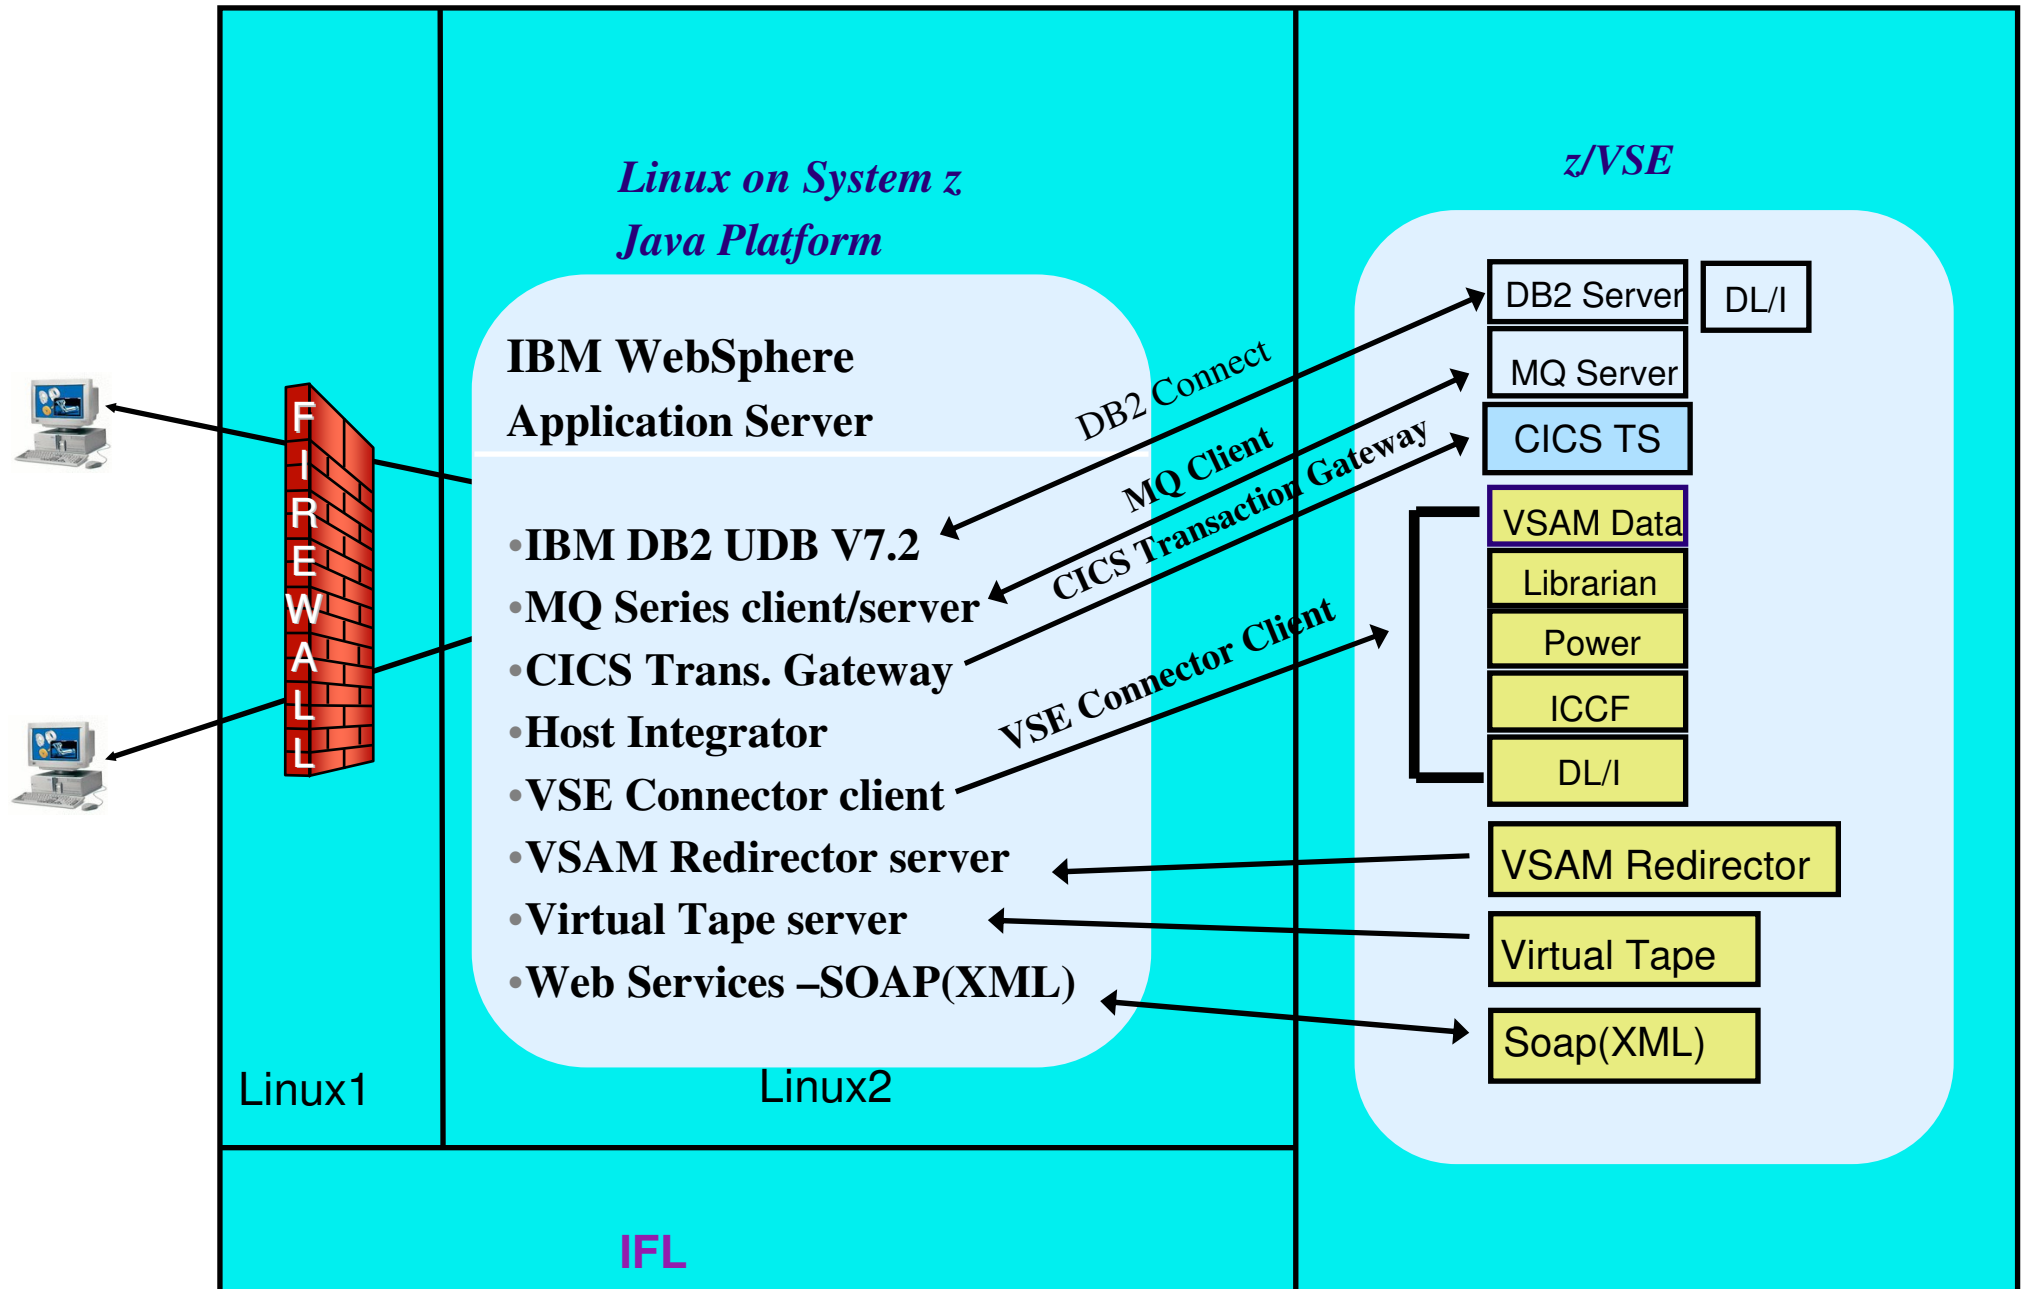 Linux on System z
Java Platform
z/VSE
FIREWALL
IBM WebSphere
Application Server
•IBM DB2 UDB V7.2
•MQ Series client/server
•CICS Trans. Gateway
•Host Integrator
•VSE Connector client
•VSAM Redirector server
•Virtual Tape server
•Web Services –SOAP(XML)
DB2 Connect
MQ Client
CICS Transaction Gateway
VSE Connector Client
DB2 Server
DL/I
MQ Server
CICS TS
VSAM Data
Librarian
Power
ICCF
DL/I
VSAM Redirector
Virtual Tape
Soap(XML)
Linux1
Linux2
IFL